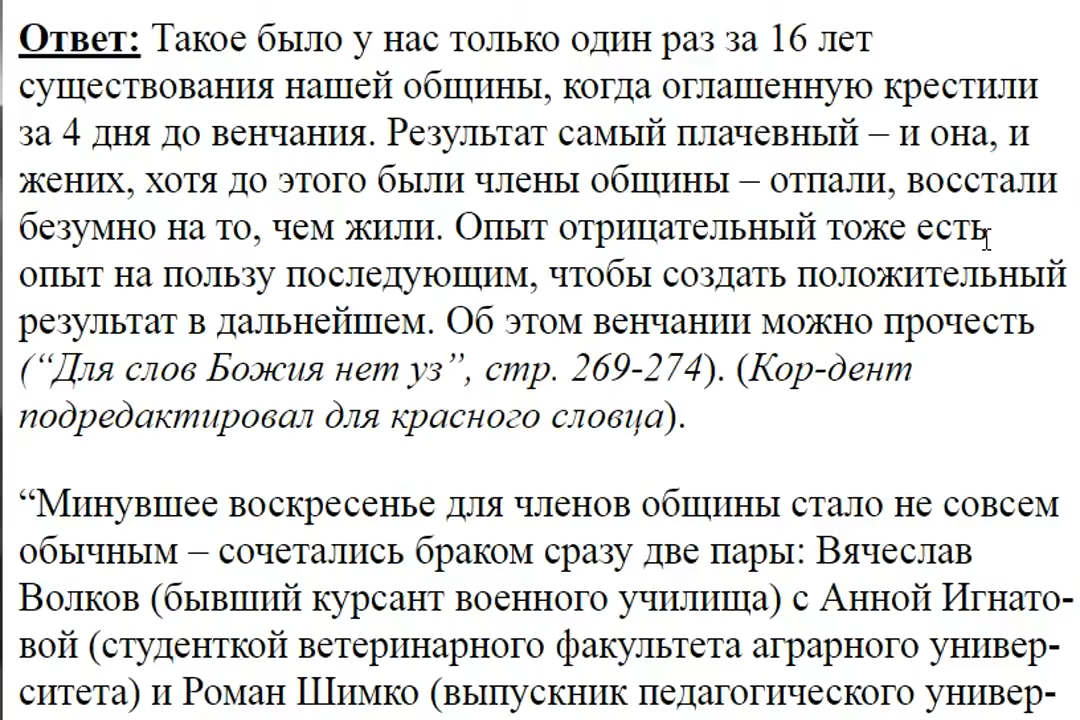 Ответ: Такое было у нас только один раз за 16 лет
существования нашей общины, когда оглашенную крестили
за 4 дня до венчания. Результат самый плачевный – и она, и
жених, хотя до этого были члены общины – отпали, восстали
безумно на то, чем жили. Опыт отрицательный тоже есть
опыт на пользу последующим, чтобы создать положительный
результат в дальнейшем. Об этом венчании можно прочесть
(“Для слов Божия нет уз”, стр. 269-274). (Кор-дент
подредактировал для красного словца).
“Минувшее воскресенье для членов общины стало не совсем
обычным – сочетались браком сразу две пары: Вячеслав
Волков (бывший курсант военного училища) с Анной Игнато-
вой (студенткой ветеринарного факультета аграрного универ-
ситета) и Роман Шимко (выпускник педагогического универ-